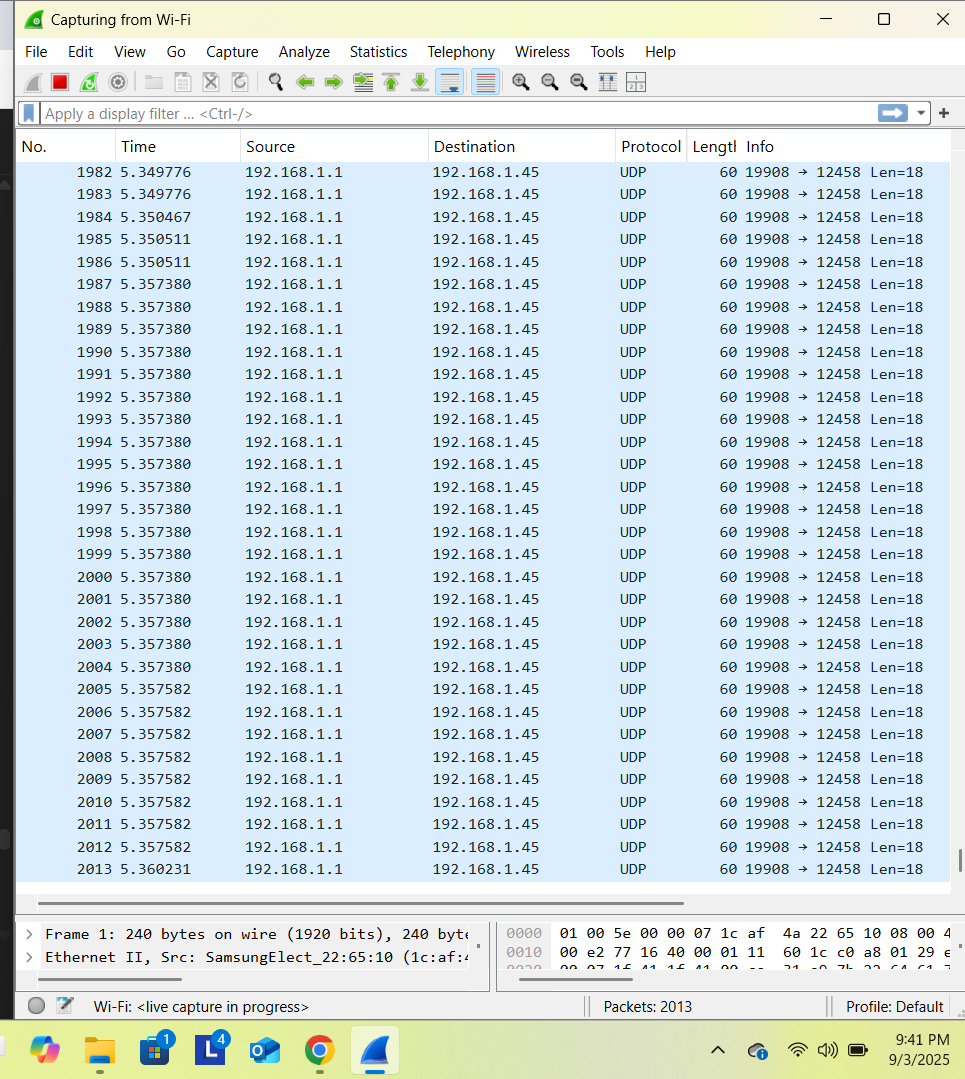 Capturing from Wi-Fi
File Edit View Go Capture Analyze Statistics Telephony Wireless Tools Help
Apply a display filter ... <Ctrl-/>
No. Time Source Destination Protocol Lengtl Info
1982 5.349776 192.168.1.1 192.168.1.45 UDP 60 19908 → 12458 Len=18
1983 5.349776 192.168.1.1 192.168.1.45 UDP 60 19908 → 12458 Len=18
1984 5.350467 192.168.1.1 192.168.1.45 UDP 60 19908 → 12458 Len=18
1985 5.350511 192.168.1.1 192.168.1.45 UDP 60 19908 → 12458 Len=18
1986 5.350511 192.168.1.1 192.168.1.45 UDP 60 19908 → 12458 Len=18
1987 5.357380 192.168.1.1 192.168.1.45 UDP 60 19908 → 12458 Len=18
1988 5.357380 192.168.1.1 192.168.1.45 UDP 60 19908 → 12458 Len=18
1989 5.357380 192.168.1.1 192.168.1.45 UDP 60 19908 → 12458 Len=18
1990 5.357380 192.168.1.1 192.168.1.45 UDP 60 19908 → 12458 Len=18
1991 5.357380 192.168.1.1 192.168.1.45 UDP 60 19908 → 12458 Len=18
1992 5.357380 192.168.1.1 192.168.1.45 UDP 60 19908 → 12458 Len=18
1993 5.357380 192.168.1.1 192.168.1.45 UDP 60 19908 → 12458 Len=18
1994 5.357380 192.168.1.1 192.168.1.45 UDP 60 19908 → 12458 Len=18
1995 5.357380 192.168.1.1 192.168.1.45 UDP 60 19908 → 12458 Len=18
1996 5.357380 192.168.1.1 192.168.1.45 UDP 60 19908 → 12458 Len=18
1997 5.357380 192.168.1.1 192.168.1.45 UDP 60 19908 → 12458 Len=18
1998 5.357380 192.168.1.1 192.168.1.45 UDP 60 19908 → 12458 Len=18
1999 5.357380 192.168.1.1 192.168.1.45 UDP 60 19908 → 12458 Len=18
2000 5.357380 192.168.1.1 192.168.1.45 UDP 60 19908 → 12458 Len=18
2001 5.357380 192.168.1.1 192.168.1.45 UDP 60 19908 → 12458 Len=18
2002 5.357380 192.168.1.1 192.168.1.45 UDP 60 19908 → 12458 Len=18
2003 5.357380 192.168.1.1 192.168.1.45 UDP 60 19908 → 12458 Len=18
2004 5.357380 192.168.1.1 192.168.1.45 UDP 60 19908 → 12458 Len=18
2005 5.357582 192.168.1.1 192.168.1.45 UDP 60 19908 → 12458 Len=18
2006 5.357582 192.168.1.1 192.168.1.45 UDP 60 19908 → 12458 Len=18
2007 5.357582 192.168.1.1 192.168.1.45 UDP 60 19908 → 12458 Len=18
2008 5.357582 192.168.1.1 192.168.1.45 UDP 60 19908 → 12458 Len=18
2009 5.357582 192.168.1.1 192.168.1.45 UDP 60 19908 → 12458 Len=18
2010 5.357582 192.168.1.1 192.168.1.45 UDP 60 19908 → 12458 Len=18
2011 5.357582 192.168.1.1 192.168.1.45 UDP 60 19908 → 12458 Len=18
2012 5.357582 192.168.1.1 192.168.1.45 UDP 60 19908 → 12458 Len=18
2013 5.360231 192.168.1.1 192.168.1.45 UDP 60 19908 → 12458 Len=18
Frame 1: 240 bytes on wire (1920 bits), 240 byte
Ethernet II, Src: SamsungElect_22:65:10 (1c:af:4
0000 01 00 5e 00 00 07 1c af 4a 22 65 10 08 00 4
0010 00 e2 77 16 40 00 01 11 60 1c c0 a8 01 29 e
Wi-Fi: <live capture in progress>
Packets: 2013
Profile: Default
1
4
9:41 PM
9/3/2025